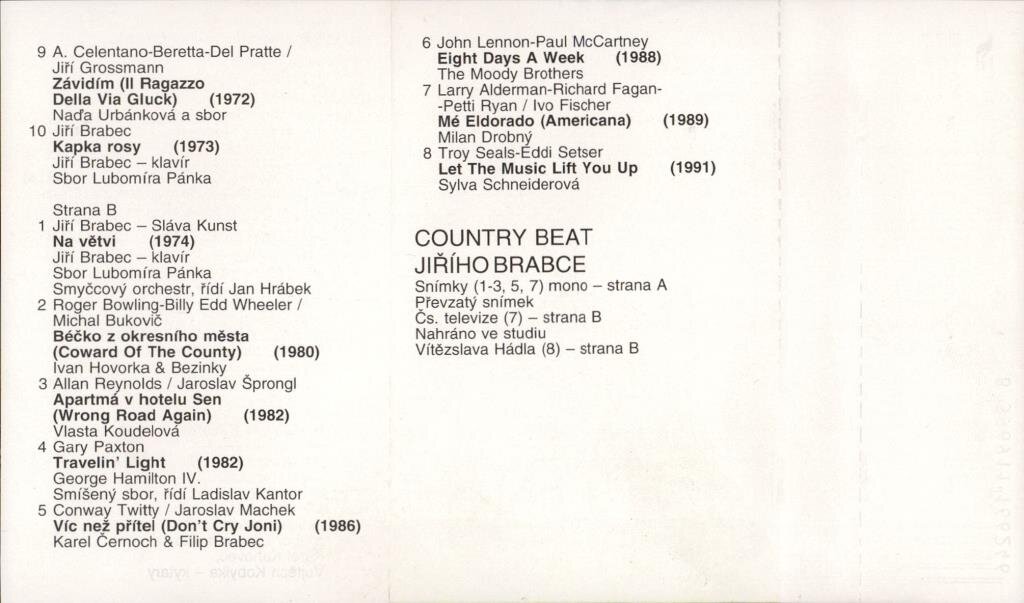 9 A. Celentano-Beretta-Del Pratte /
Jiří Grossmann
Závidím (Il Ragazzo
Della Via Gluck) (1972)
Naďa Urbánková a sbor
10 Jiří Brabec
Kapka rosy (1973)
Jiří Brabec – klavír
Sbor Lubomíra Pánka
Strana B
1 Jiří Brabec – Sláva Kunst
Na větvi (1974)
Jiří Brabec – klavír
Sbor Lubomíra Pánka
Smyčcový orchestr, řídí Jan Hrábek
2 Roger Bowling-Billy Edd Wheeler /
Michal Bukovič
Béčko z okresního města
(Coward Of The County) (1980)
Ivan Hovorka & Bezinky
3 Allan Reynolds / Jaroslav Šprongl
Apartmá v hotelu Sen
(Wrong Road Again) (1982)
Vlasta Koudelová
4 Gary Paxton
Travelin' Light (1982)
George Hamilton IV.
Smíšený sbor, řídí Ladislav Kantor
5 Conway Twitty / Jaroslav Machek
Víc než přítel (Don't Cry Joni) (1986)
Karel Černoch & Filip Brabec
6 John Lennon-Paul McCartney
Eight Days A Week (1988)
The Moody Brothers
7 Larry Alderman-Richard Fagan-
-Petti Ryan / Ivo Fischer
Mé Eldorado (Americana) (1989)
Milan Drobný
8 Troy Seals-Eddi Setser
Let The Music Lift You Up (1991)
Sylva Schneiderová
COUNTRY BEAT
JIŘÍHO BRABCE
Snímky (1-3, 5, 7) mono – strana A
Převzatý snímek
Čs. televize (7) – strana B
Nahráno ve studiu
Vítězslava Hádla (8) – strana B